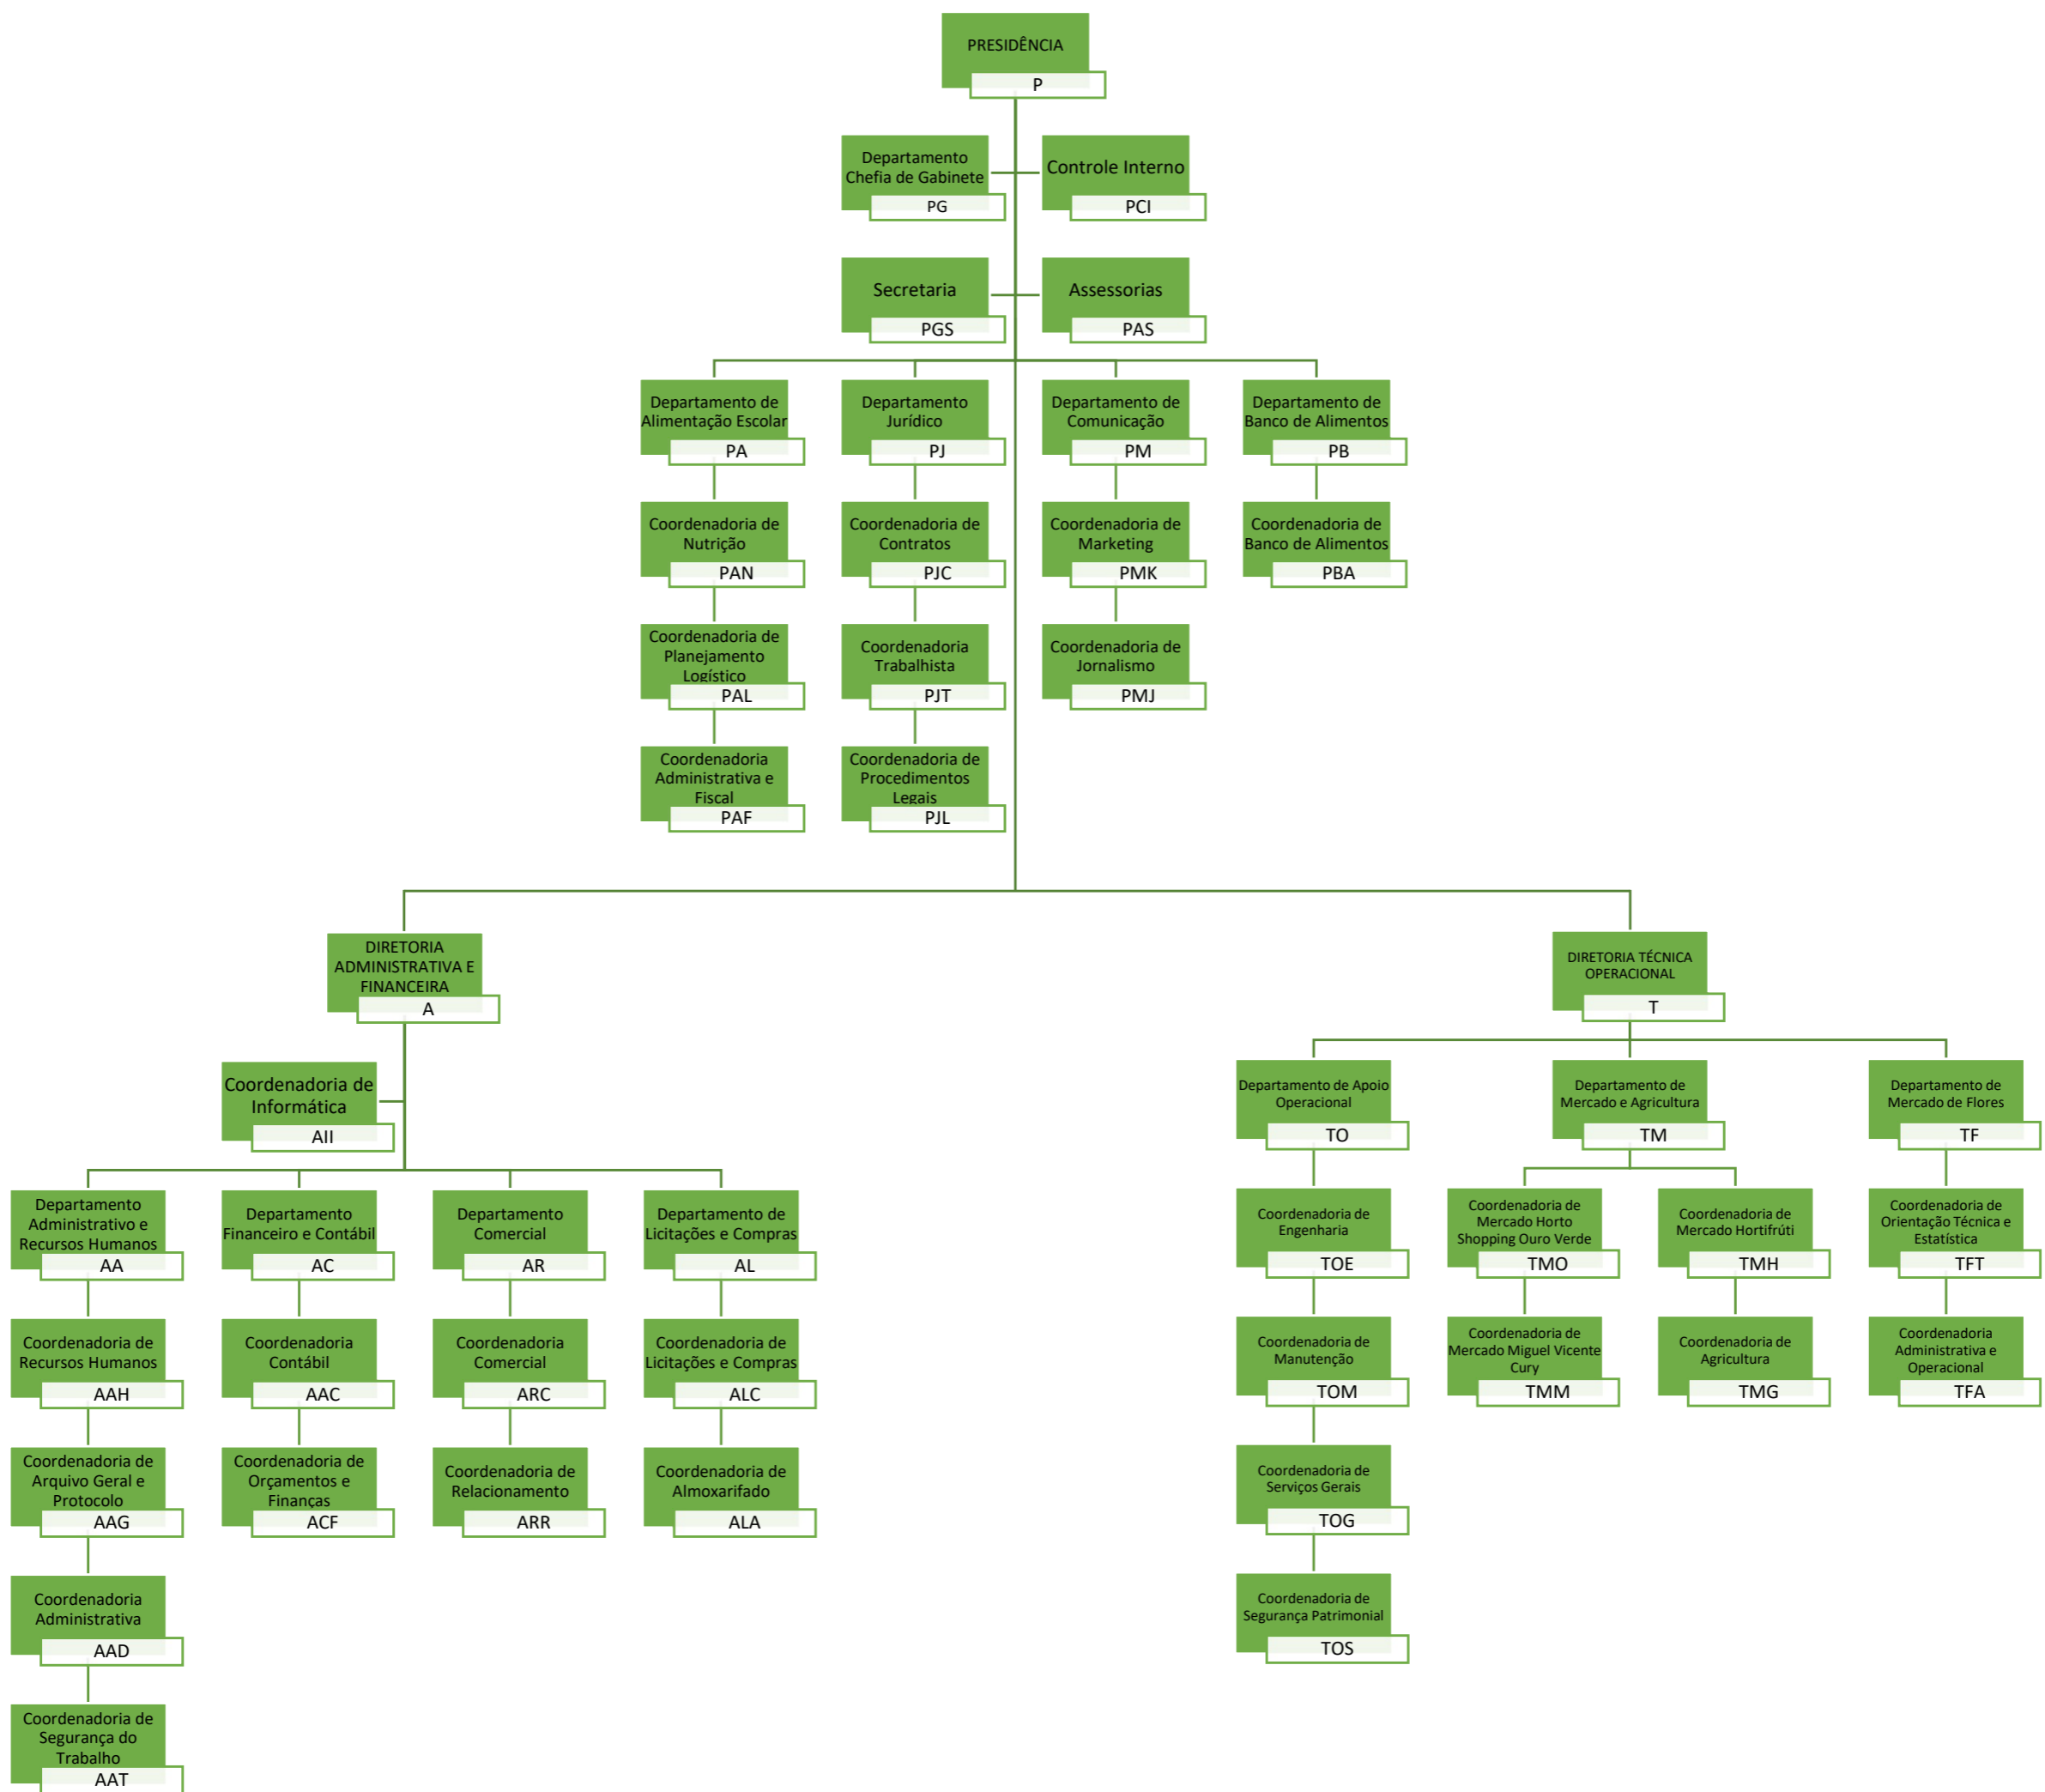 PRESIDÊNCIA
P
Departamento
Chefia de Gabinete
PG
Controle Interno
PCI
Secretaria
PGS
Assessorias
PAS
Departamento de
Alimentação Escolar
PA
Departamento
Jurídico
PJ
Departamento de
Comunicação
PM
Departamento de
Banco de Alimentos
PB
Coordenadoria de
Nutrição
PAN
Coordenadoria de
Contratos
PJC
Coordenadoria de
Marketing
PMK
Coordenadoria de
Banco de Alimentos
PBA
Coordenadoria de
Planejamento
Logístico
PAL
Coordenadoria
Trabalhista
PJT
Coordenadoria de
Jornalismo
PMJ
Coordenadoria
Administrativa e
Fiscal
PAF
Coordenadoria de
Procedimentos
Legais
PJL
DIRETORIA
ADMINISTRATIVA E
FINANCEIRA
A
DIRETORIA TÉCNICA
OPERACIONAL
T
Coordenadoria de
Informática
AII
Departamento de Apoio
Operacional
TO
Departamento de
Mercado e Agricultura
TM
Departamento de
Mercado de Flores
TF
Departamento
Administrativo e
Recursos Humanos
AA
Departamento
Financeiro e Contábil
AC
Departamento
Comercial
AR
Departamento de
Licitações e Compras
AL
Coordenadoria de
Engenharia
TOE
Coordenadoria de
Mercado Horto
Shopping Ouro Verde
TMO
Coordenadoria de
Mercado Hortifrúti
TMH
Coordenadoria de
Orientação Técnica e
Estatística
TFT
Coordenadoria de
Recursos Humanos
AAH
Coordenadoria
Contábil
AAC
Coordenadoria
Comercial
ARC
Coordenadoria de
Licitações e Compras
ALC
Coordenadoria de
Manutenção
TOM
Coordenadoria de
Mercado Miguel Vicente
Cury
TMM
Coordenadoria de
Agricultura
TMG
Coordenadoria
Administrativa e
Operacional
TFA
Coordenadoria de
Arquivo Geral e
Protocolo
AAG
Coordenadoria de
Orçamentos e
Finanças
ACF
Coordenadoria de
Relacionamento
ARR
Coordenadoria de
Almoxarifado
ALA
Coordenadoria de
Serviços Gerais
TOG
Coordenadoria
Administrativa
AAD
Coordenadoria de
Segurança Patrimonial
TOS
Coordenadoria de
Segurança do
Trabalho
AAT